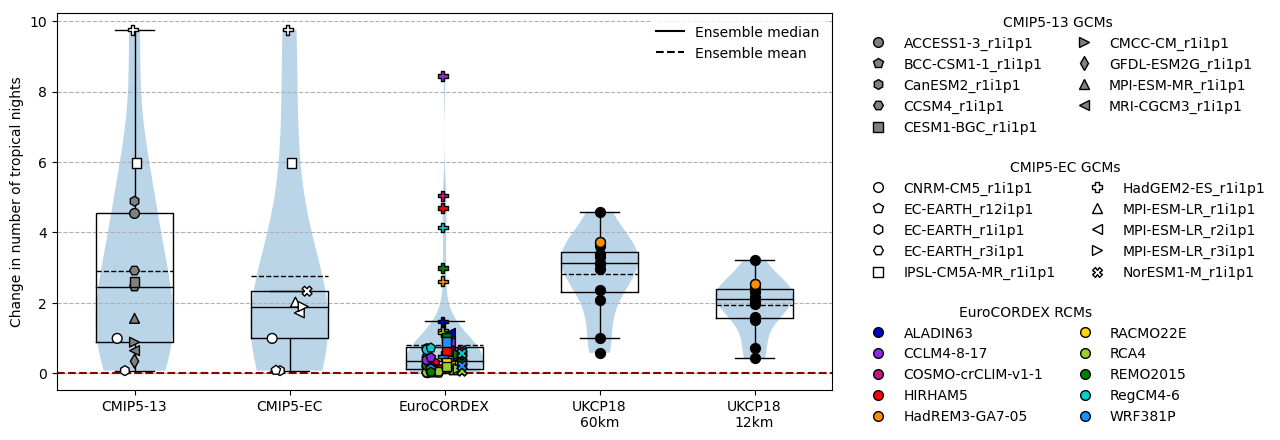 Change in number of tropical nights
10
8
6
4
2
0
Ensemble median
Ensemble mean
CMIP5-13
CMIP5-EC
EuroCORDEX
UKCP18
60km
UKCP18
12km
CMIP5-13 GCMs
ACCESS1-3_r1i1p1
BCC-CSM1-1_r1i1p1
CanESM2_r1i1p1
CCSM4_r1i1p1
CESM1-BGC_r1i1p1
CMCC-CM_r1i1p1
GFDL-ESM2G_r1i1p1
MPI-ESM-MR_r1i1p1
MRI-CGCM3_r1i1p1
CMIP5-EC GCMs
CNRM-CM5_r1i1p1
EC-EARTH_r12i1p1
EC-EARTH_r1i1p1
EC-EARTH_r3i1p1
IPSL-CM5A-MR_r1i1p1
HadGEM2-ES_r1i1p1
MPI-ESM-LR_r1i1p1
MPI-ESM-LR_r2i1p1
MPI-ESM-LR_r3i1p1
NorESM1-M_r1i1p1
EuroCORDEX RCMs
ALADIN63
CCLM4-8-17
COSMO-crCLIM-v1-1
HIRHAM5
HadREM3-GA7-05
RACMO22E
RCA4
REMO2015
RegCM4-6
WRF381P